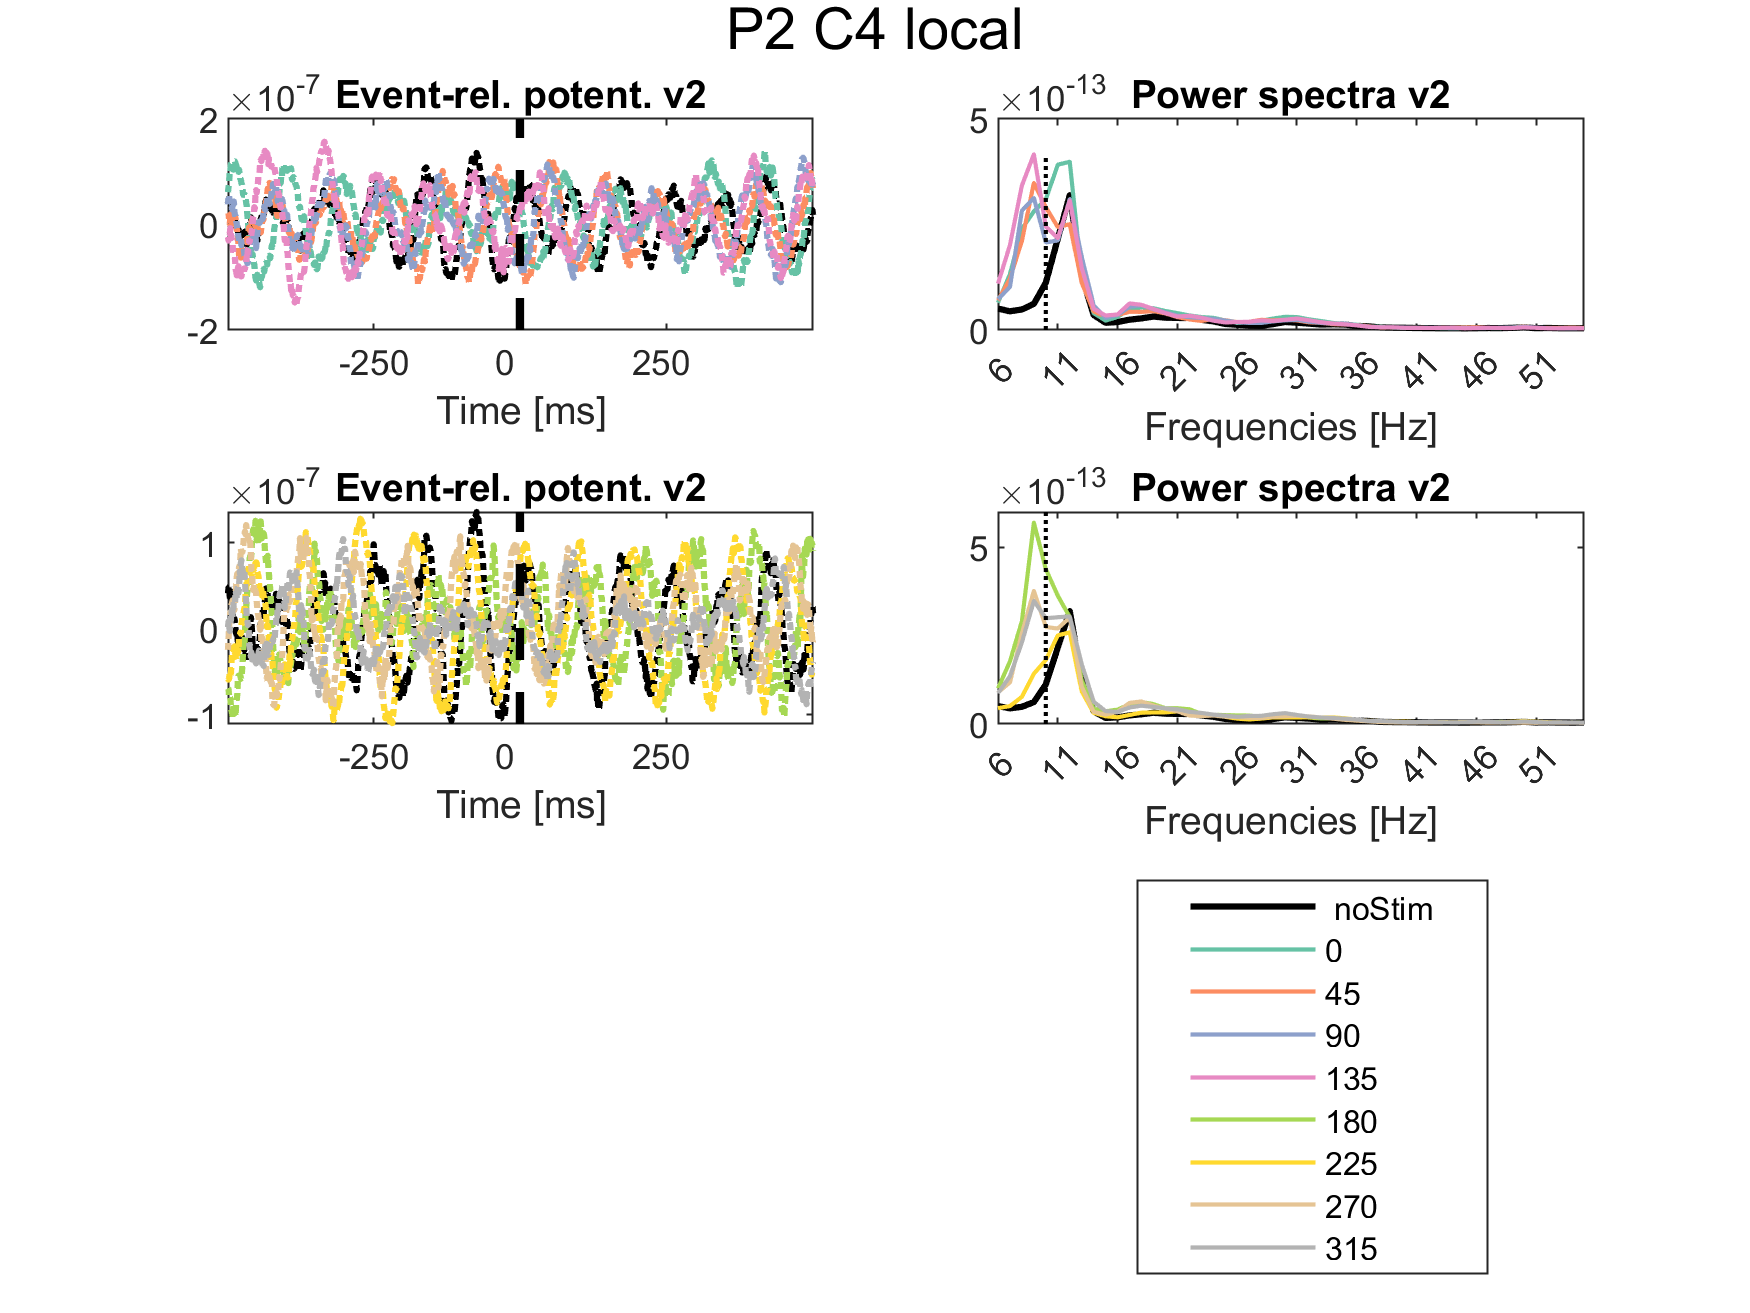 P2 C4 local
×10-7 Event-rel. potent. v2
2
0
-2
-250 0 250
Time [ms]
×10-13 Power spectra v2
5
0
6 11 16 21 26 31 36 41 46 51
Frequencies [Hz]
×10-7 Event-rel. potent. v2
1
0
-1
-250 0 250
Time [ms]
×10-13 Power spectra v2
5
0
6 11 16 21 26 31 36 41 46 51
Frequencies [Hz]
noStim
0
45
90
135
180
225
270
315